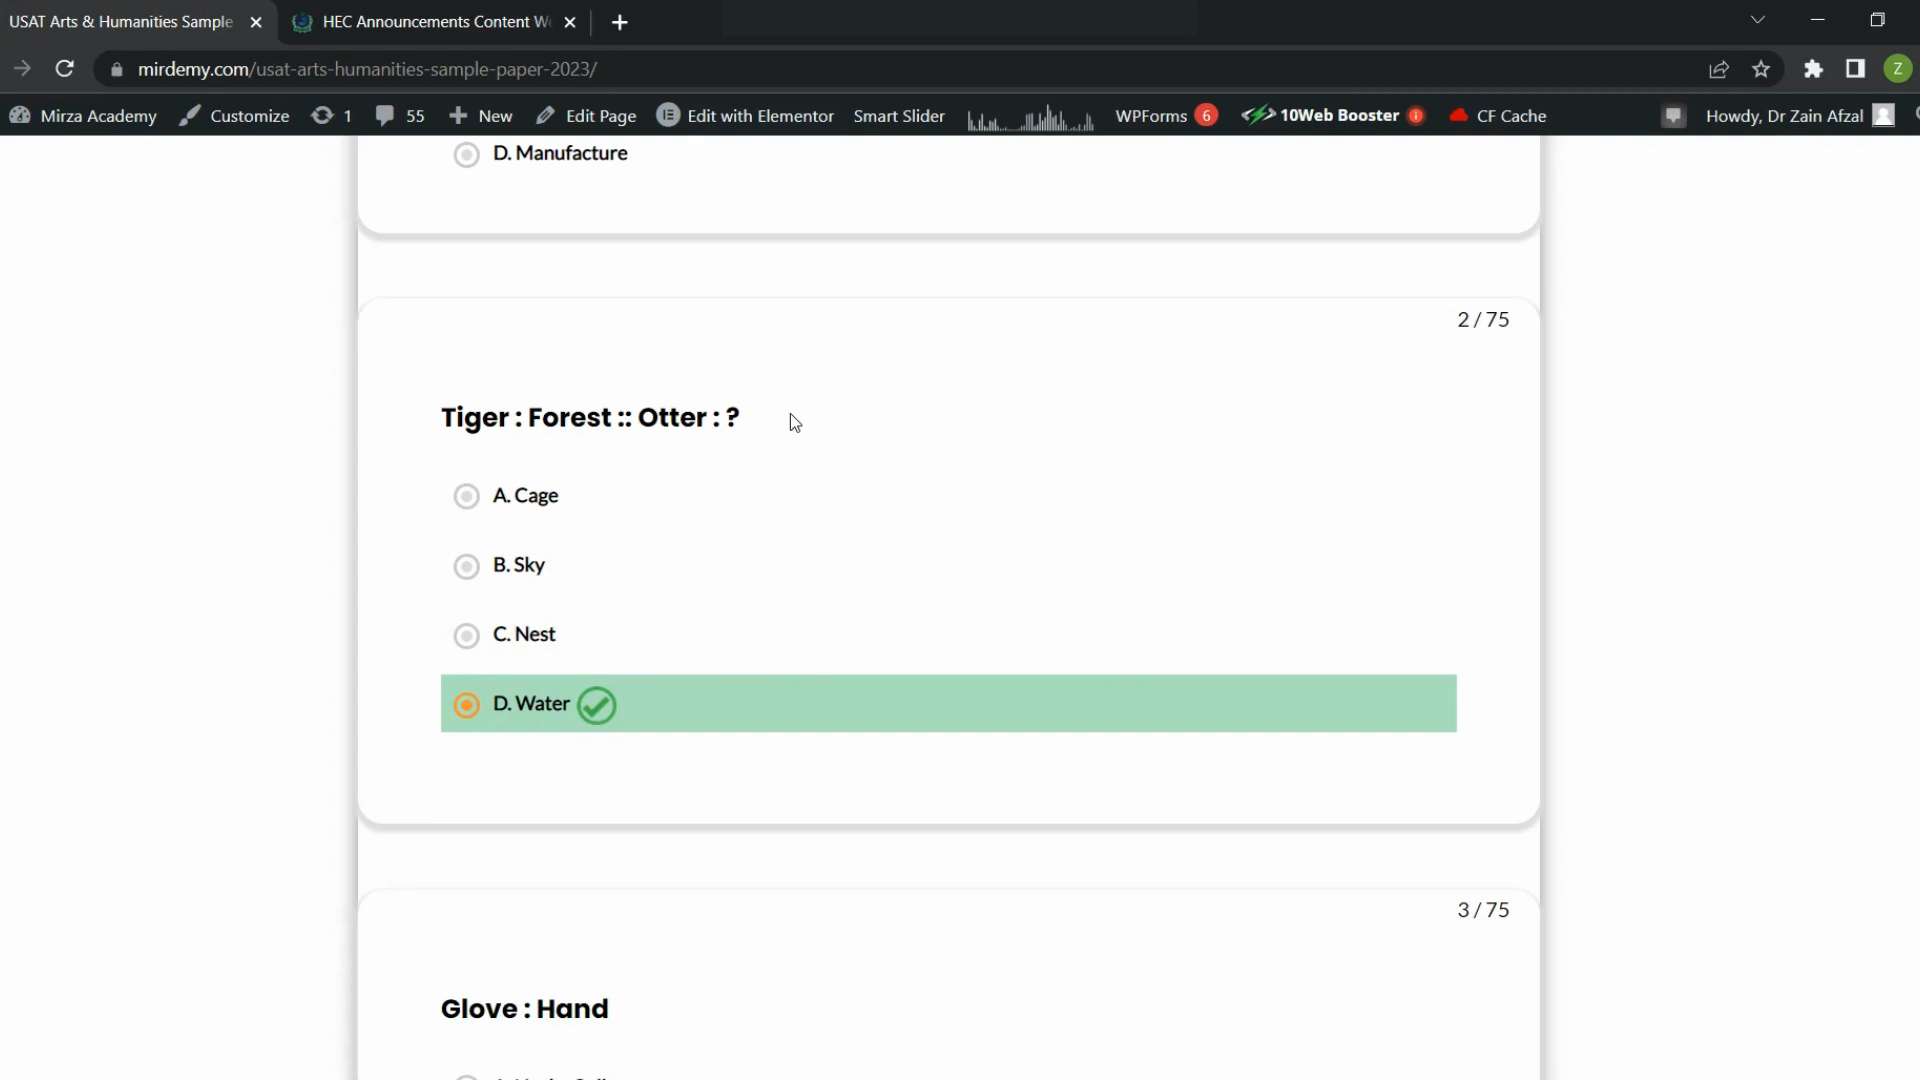 USAT Arts & Humanities Sample
HEC Announcements Content W
mirdemy.com/usat-arts-humanities-sample-paper-2023/
Z
Mirza Academy Customize 1 55 New Edit Page Edit with Elementor Smart Slider WPForms 6 10Web Booster CF Cache Howdy, Dr Zain Afzal
D. Manufacture
2 / 75
Tiger : Forest :: Otter : ?
A. Cage
B. Sky
C. Nest
D. Water
3 / 75
Glove : Hand